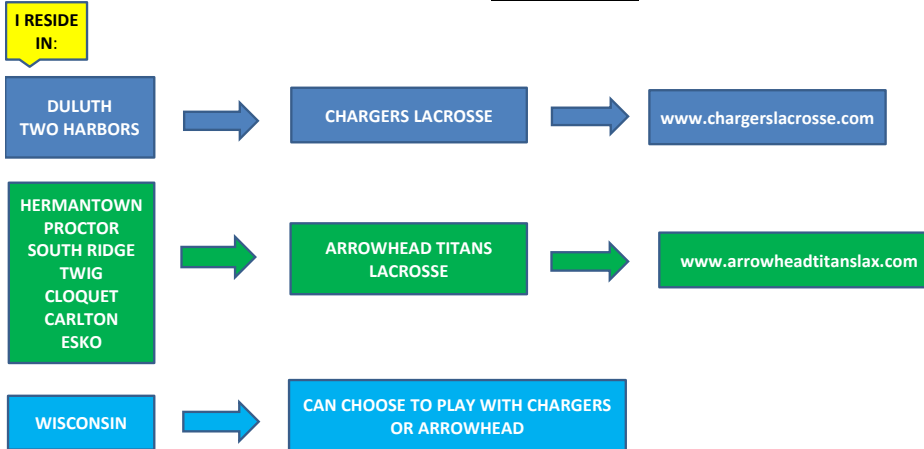 I RESIDE
IN:
DULUTH
TWO HARBORS
CHARGERS LACROSSE
www.chargerslacrosse.com
HERMANTOWN
PROCTOR
SOUTH RIDGE
TWIG
CLOQUET
CARLTON
ESKO
ARROWHEAD TITANS
LACROSSE
www.arrowheadtitanslax.com
WISCONSIN
CAN CHOOSE TO PLAY WITH CHARGERS
OR ARROWHEAD